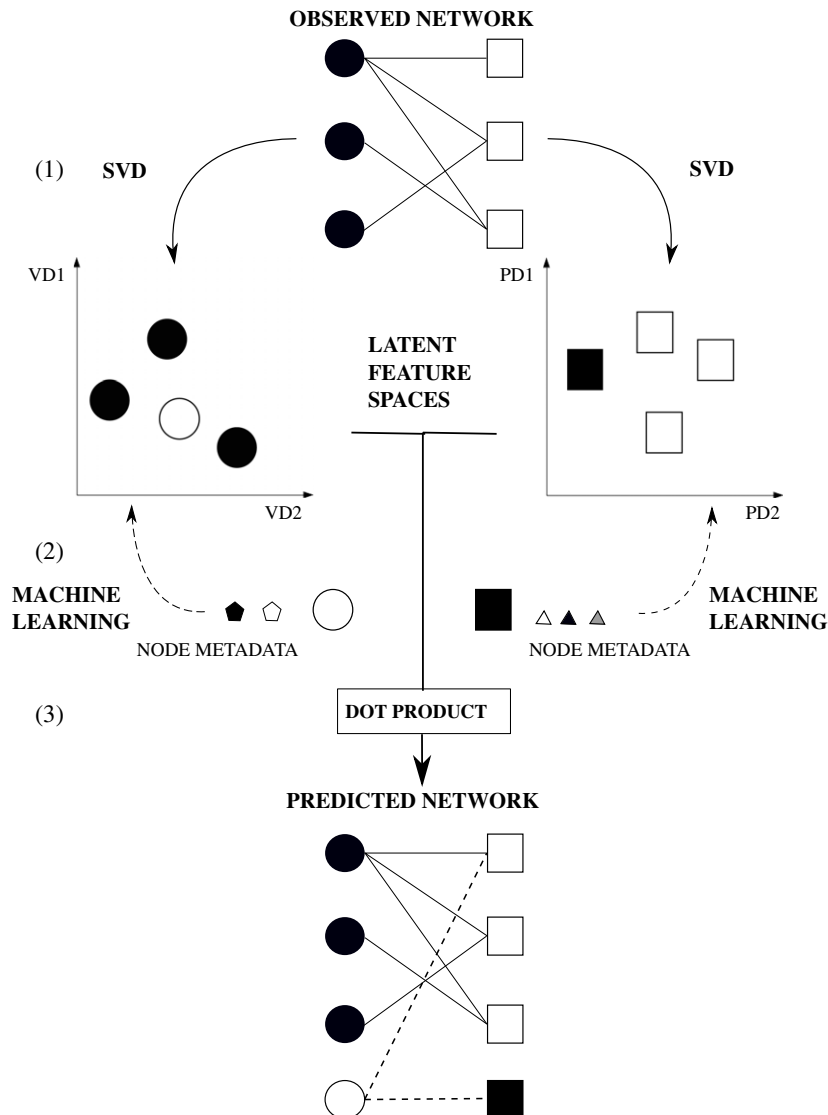 OBSERVED NETWORK
(1)
SVD
SVD
VD1
PD1
LATENT
FEATURE
SPACES
VD2
PD2
(2)
MACHINE
LEARNING
MACHINE
LEARNING
NODE METADATA
NODE METADATA
(3)
DOT PRODUCT
PREDICTED NETWORK